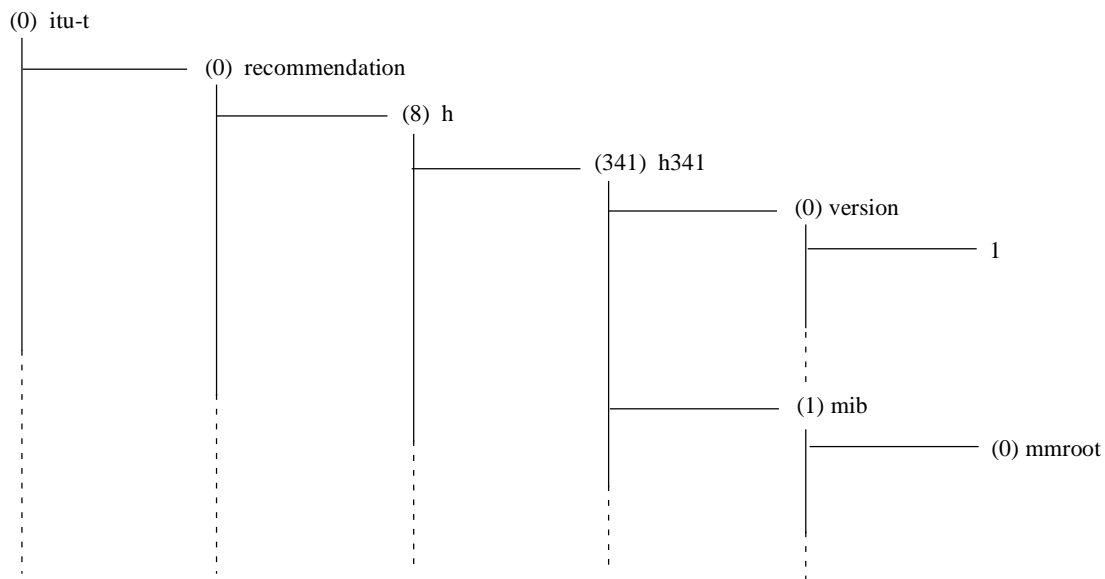 (0) itu-t
(0) recommendation
(8) h
(341) h341
(0) version
1
(1) mib
(0) mmroot